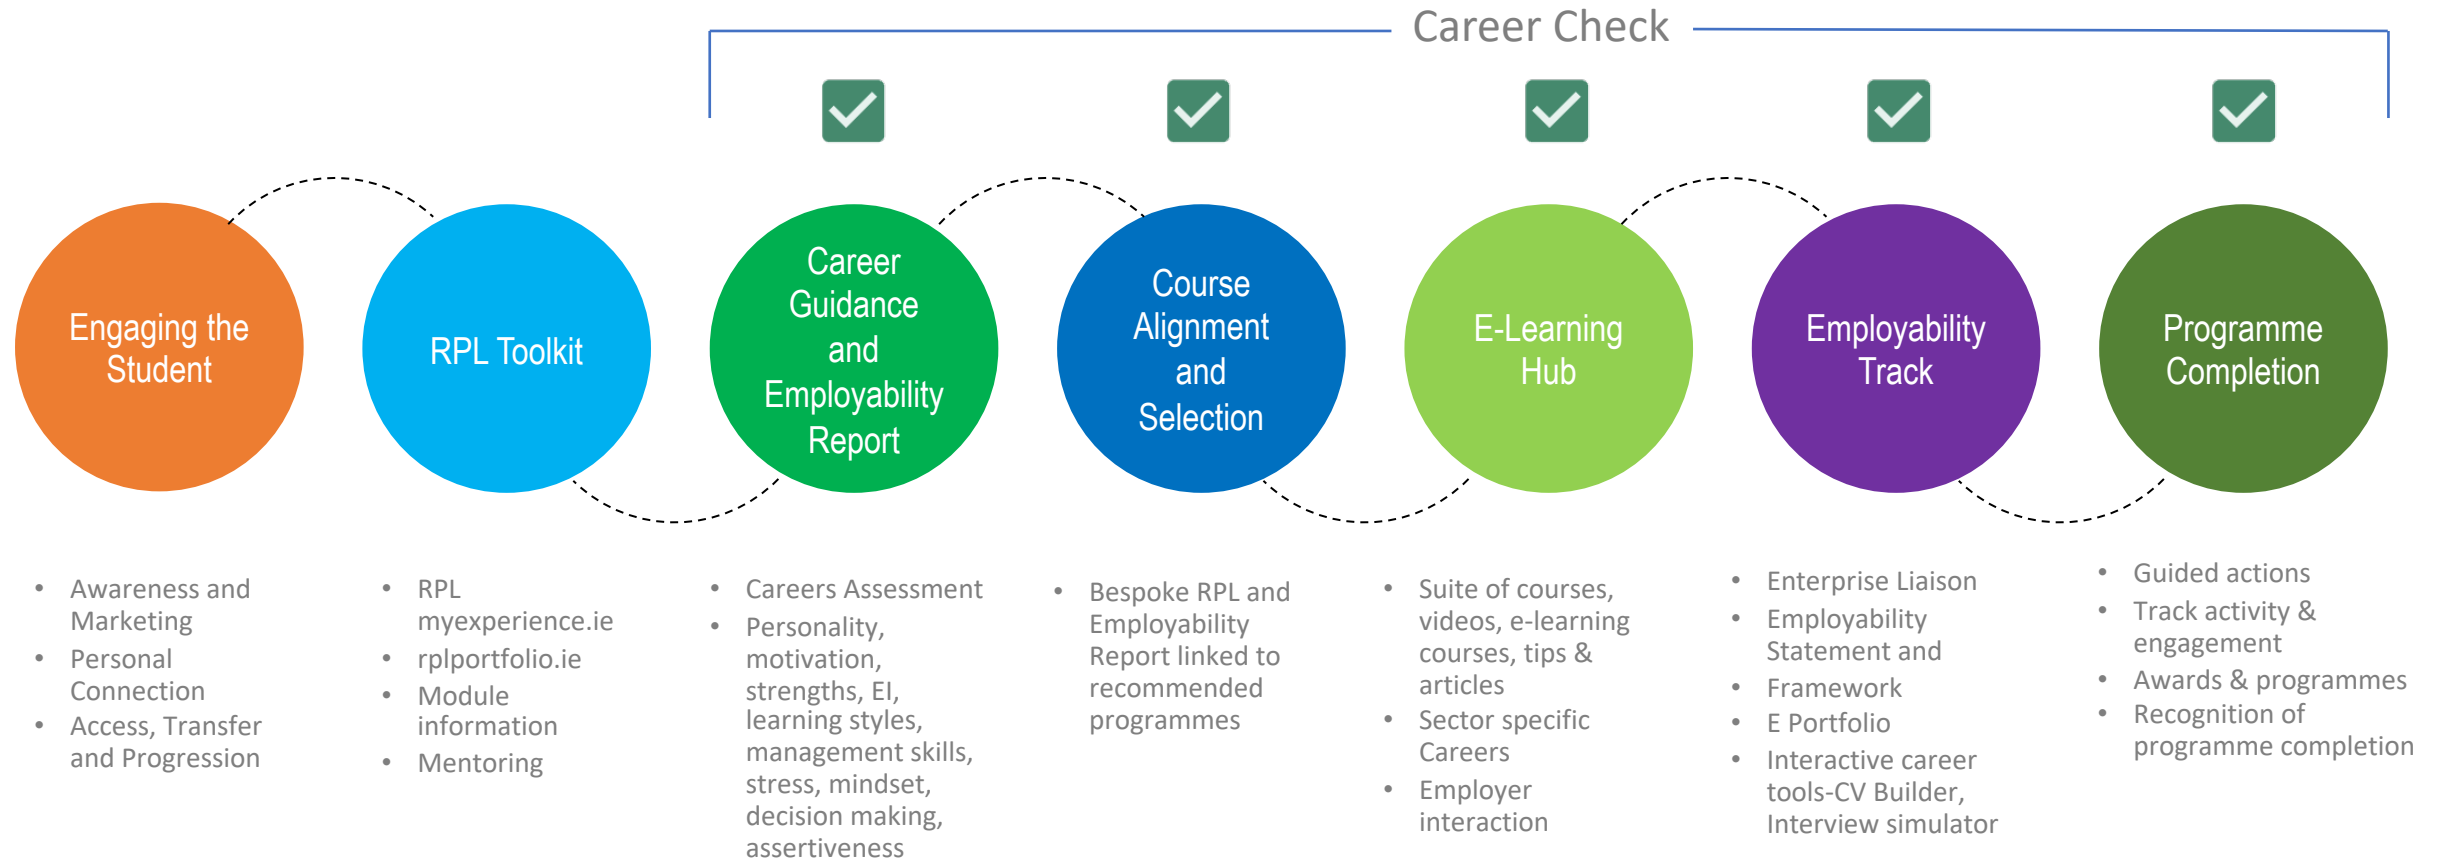 Career Check
Engaging the
Student
RPL Toolkit
Career
Guidance
and
Employability
Report
Course
Alignment
and
Selection
E-Learning
Hub
Employability
Track
Programme
Completion
• Awareness and
Marketing
• Personal
Connection
• Access, Transfer
and Progression
• RPL
myexperience.ie
• rplportfolio.ie
• Module
information
• Mentoring
• Careers Assessment
• Personality,
motivation,
strengths, EI,
learning styles,
management skills,
stress, mindset,
decision making,
assertiveness
• Bespoke RPL and
Employability
Report linked to
recommended
programmes
• Suite of courses,
videos, e-learning
courses, tips &
articles
• Sector specific
Careers
• Employer
interaction
• Enterprise Liaison
• Employability
Statement and
• Framework
• E Portfolio
• Interactive career
tools-CV Builder,
Interview simulator
• Guided actions
• Track activity &
engagement
• Awards & programmes
• Recognition of
programme completion